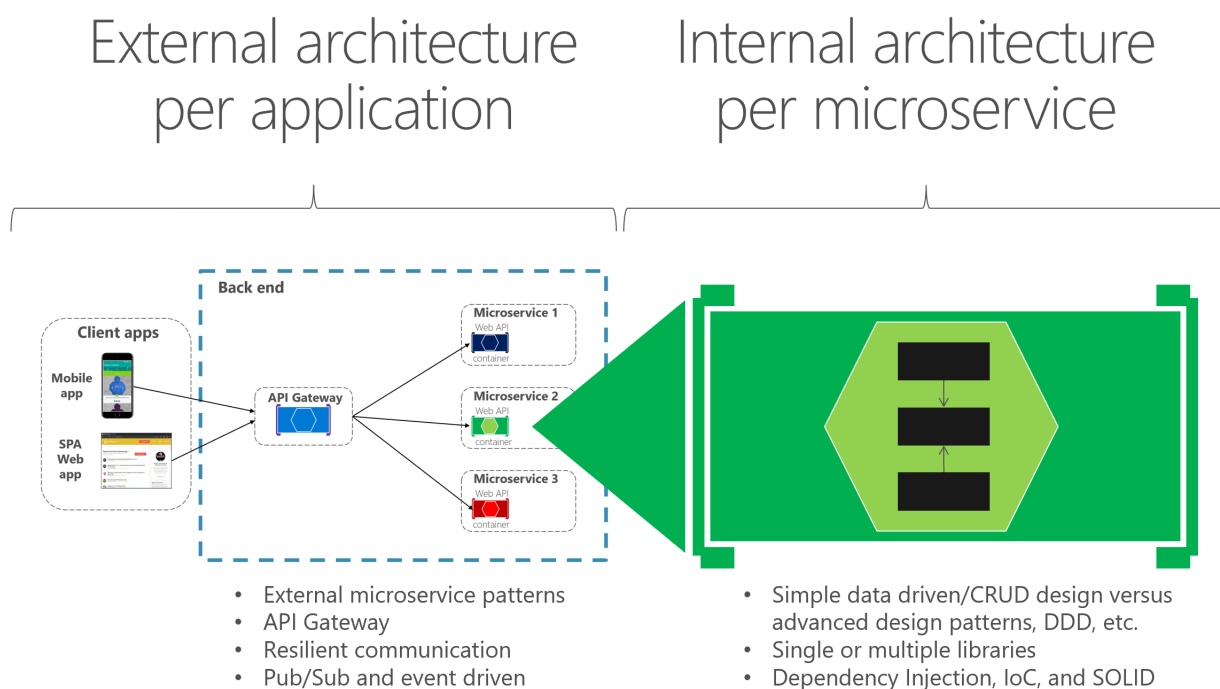 External architecture
per application
Internal architecture
per microservice
Back end
Client apps
Mobile
app
SPA
Web
app
API Gateway
Microservice 1
Web API
container
Microservice 2
Web API
container
Microservice 3
Web API
container
• External microservice patterns
• API Gateway
• Resilient communication
• Pub/Sub and event driven
• Simple data driven/CRUD design versus
advanced design patterns, DDD, etc.
• Single or multiple libraries
• Dependency Injection, IoC, and SOLID